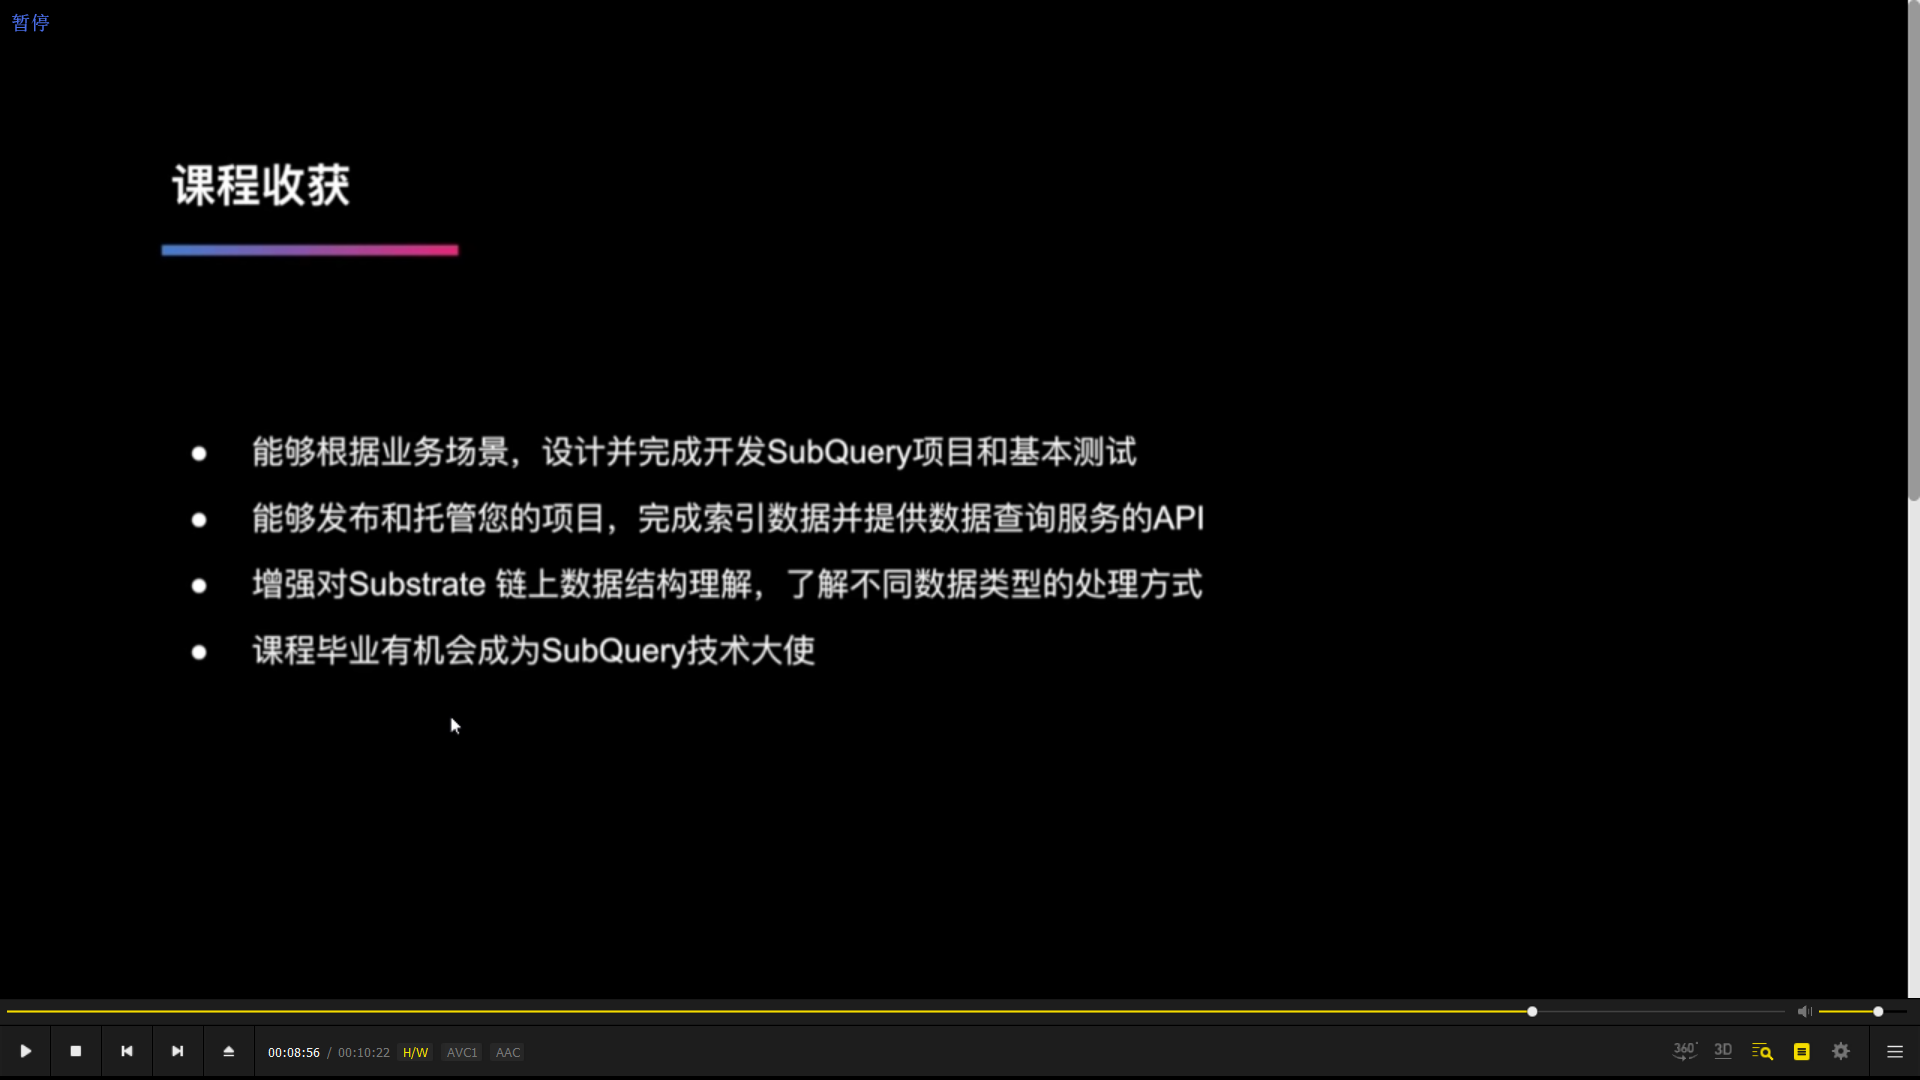 暂停
课程收获
● 能够根据业务场景，设计并完成开发SubQuery项目和基本测试
● 能够发布和托管您的项目，完成索引数据并提供数据查询服务的API
● 增强对Substrate 链上数据结构理解，了解不同数据类型的处理方式
● 课程毕业有机会成为SubQuery技术大使
00:08:56 / 00:10:22 H/W AVC1 AAC
360° 3D